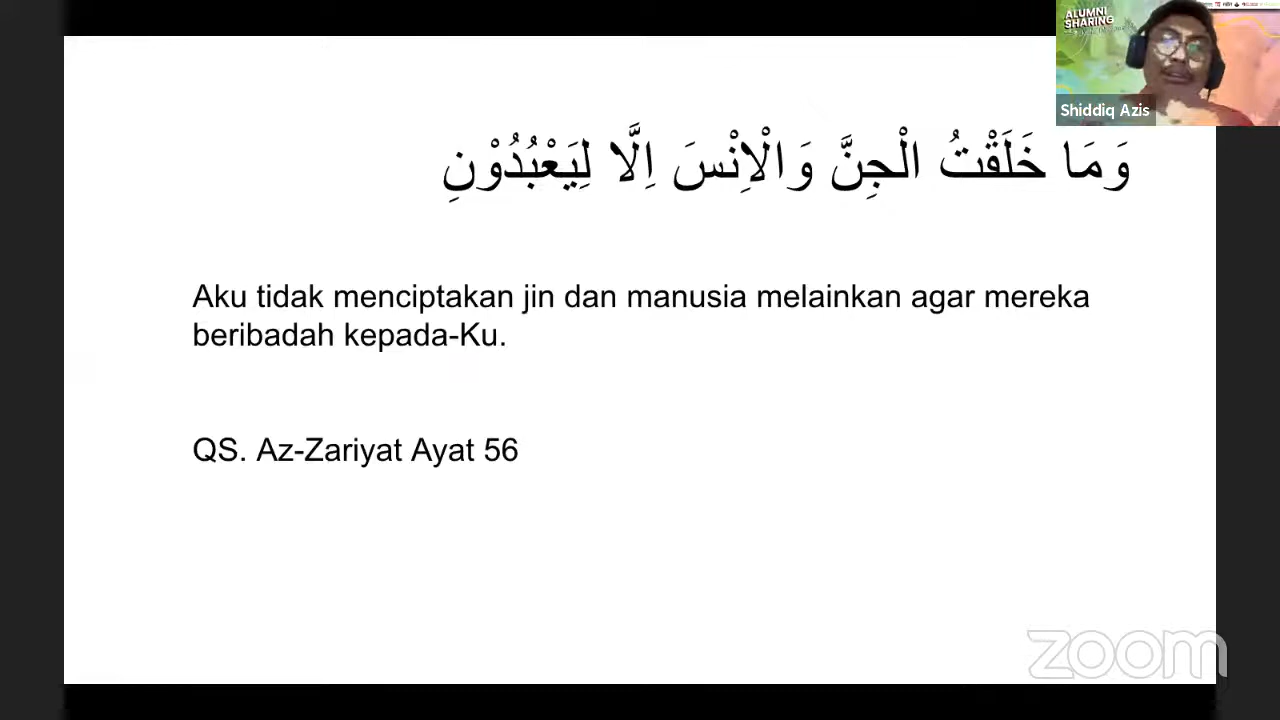 ALUMNI
SHARING
Shiddiq Azis
وَمَا خَلَقْتُ الْجِنَّ وَالْاِنْسَ اِلَّا لِيَعْبُدُوْنِ
Aku tidak menciptakan jin dan manusia melainkan agar mereka
beribadah kepada-Ku.
QS. Az-Zariyat Ayat 56
zoom